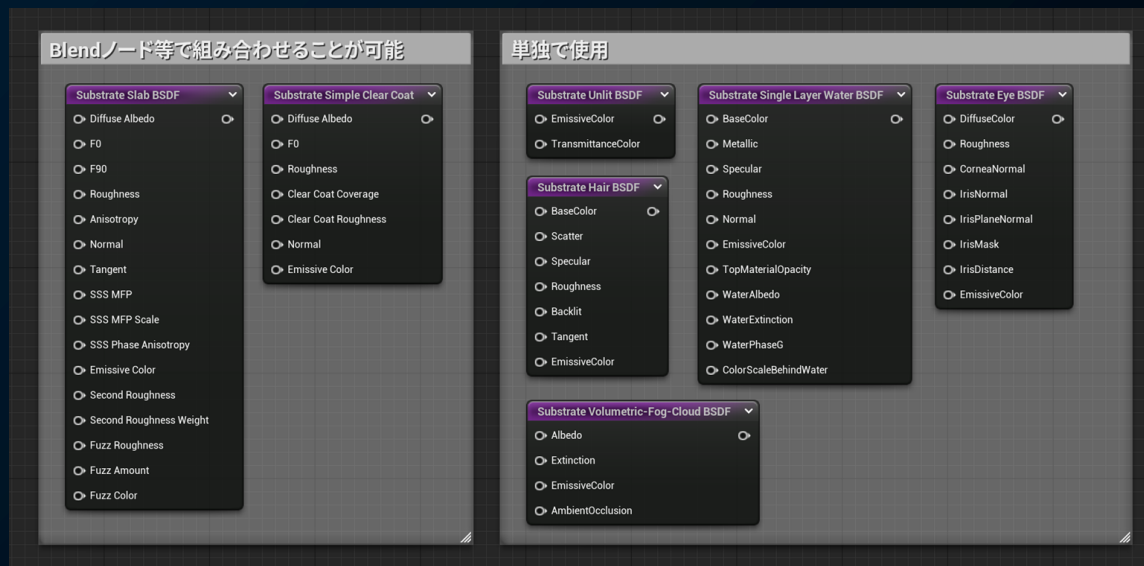 Blendノード等で組み合わせることが可能
Substrate Slab BSDF
Diffuse Albedo
F0
F90
Roughness
Anisotropy
Normal
Tangent
SSS MFP
SSS MFP Scale
SSS Phase Anisotropy
Emissive Color
Second Roughness
Second Roughness Weight
Fuzz Roughness
Fuzz Amount
Fuzz Color
Substrate Simple Clear Coat
Diffuse Albedo
F0
Roughness
Clear Coat Coverage
Clear Coat Roughness
Normal
Emissive Color
単独で使用
Substrate Unlit BSDF
EmissiveColor
TransmittanceColor
Substrate Hair BSDF
BaseColor
Scatter
Specular
Roughness
Backlit
Tangent
EmissiveColor
Substrate Single Layer Water BSDF
BaseColor
Metallic
Specular
Roughness
Normal
EmissiveColor
TopMaterialOpacity
WaterAlbedo
WaterExtinction
WaterPhaseG
ColorScaleBehindWater
Substrate Eye BSDF
DiffuseColor
Roughness
CorneaNormal
IrisNormal
IrisPlaneNormal
IrisMask
IrisDistance
EmissiveColor
Substrate Volumetric-Fog-Cloud BSDF
Albedo
Extinction
EmissiveColor
AmbientOcclusion